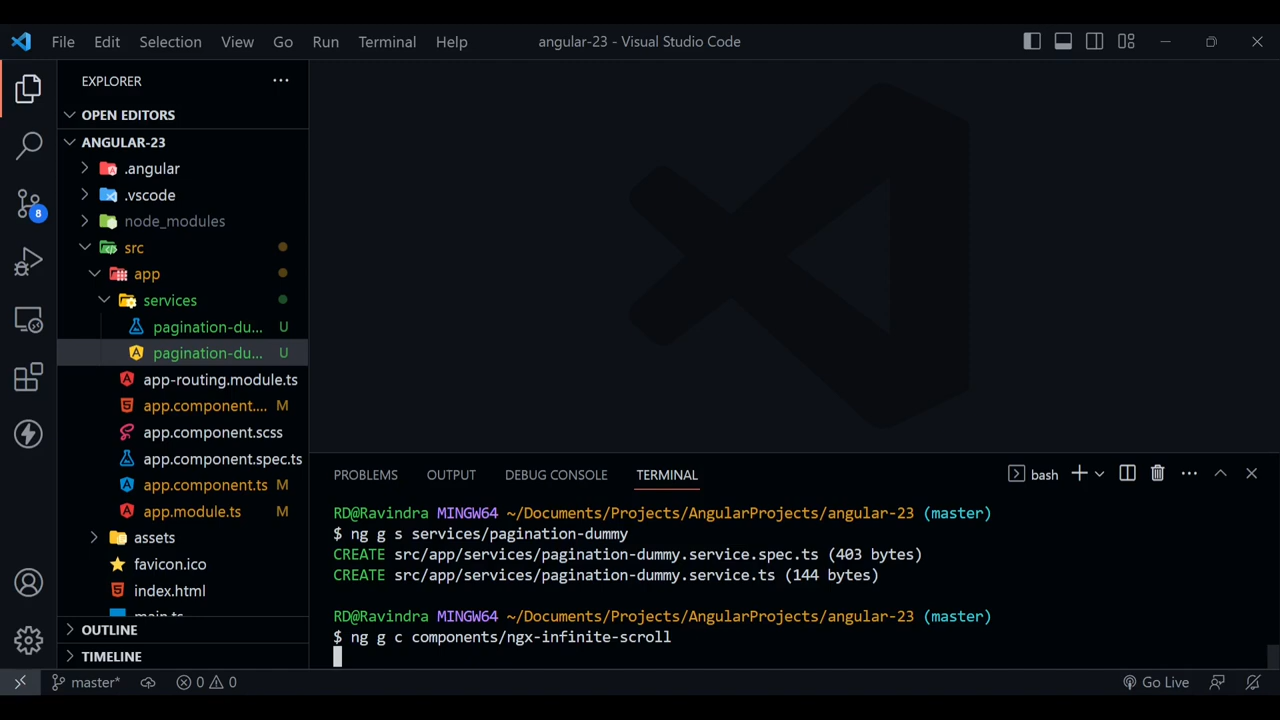 File Edit Selection View Go Run Terminal Help angular-23 - Visual Studio Code
EXPLORER
OPEN EDITORS
ANGULAR-23
.angular
.vscode
8
node_modules
src
app
services
pagination-du... U
pagination-du... U
app-routing.module.ts
app.component.... M
app.component.scss
app.component.spec.ts
app.component.ts M
app.module.ts M
assets
favicon.ico
index.html
main.ts
OUTLINE
TIMELINE
PROBLEMS OUTPUT DEBUG CONSOLE TERMINAL bash
RD@Ravindra MINGW64 ~/Documents/Projects/AngularProjects/angular-23 (master)
$ ng g s services/pagination-dummy
CREATE src/app/services/pagination-dummy.service.spec.ts (403 bytes)
CREATE src/app/services/pagination-dummy.service.ts (144 bytes)
RD@Ravindra MINGW64 ~/Documents/Projects/AngularProjects/angular-23 (master)
$ ng g c components/ngx-infinite-scroll
master* 0 0 Go Live